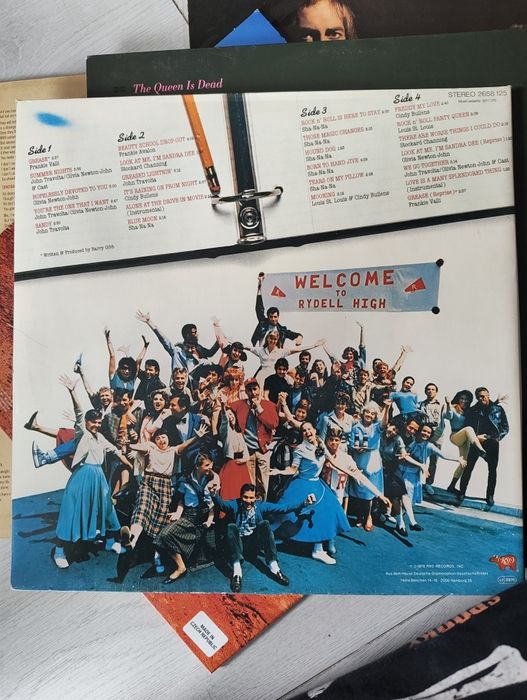 The Queen Is Dead
STEREO 2658 125
Side 1
GREASE*
Frankie Valli
SUMMER NIGHTS
John Travolta/Olivia Newton-John
& Cast
HOPELESSLY DEVOTED TO YOU
Olivia Newton-John
YOU'RE THE ONE THAT I WANT
John Travolta/Olivia Newton-John
SANDY
John Travolta
* Written & Produced by Barry Gibb
Side 2
BEAUTY SCHOOL DROP-OUT
Frankie Avalon
LOOK AT ME, I'M SANDRA DEE
Stockard Channing
GREASED LIGHTNIN'
John Travolta
IT'S RAINING ON PROM NIGHT
Cindy Bullens
ALONE AT THE DRIVE-IN MOVIE
(Instrumental)
BLUE MOON
Sha-Na-Na
Side 3
ROCK n' ROLL IS HERE TO STAY
Sha-Na-Na
THOSE MAGIC CHANGES
Sha-Na-Na
HOUND DOG
Sha-Na-Na
BORN TO HAND JIVE
Sha-Na-Na
TEARS ON MY PILLOW
Sha-Na-Na
MOONING
Louis St. Louis & Cindy Bullens
Side 4
FREDDY MY LOVE
Cindy Bullens
ROCK n' ROLL PARTY QUEEN
Louis St. Louis
THERE ARE WORSE THINGS I COULD DO
Stockard Channing
LOOK AT ME, I'M SANDRA DEE (Reprise)
Olivia Newton-John
WE GO TOGETHER
John Travolta/Olivia Newton-John & Cast
LOVE IS A MANY SPLENDORED THING
(Instrumental)
GREASE (Reprise)*
Frankie Valli
WELCOME
TO
RYDELL HIGH
R
RSO
℗ © 1978 RSO RECORDS, INC.
MADE IN
CZECH REPUBLIC